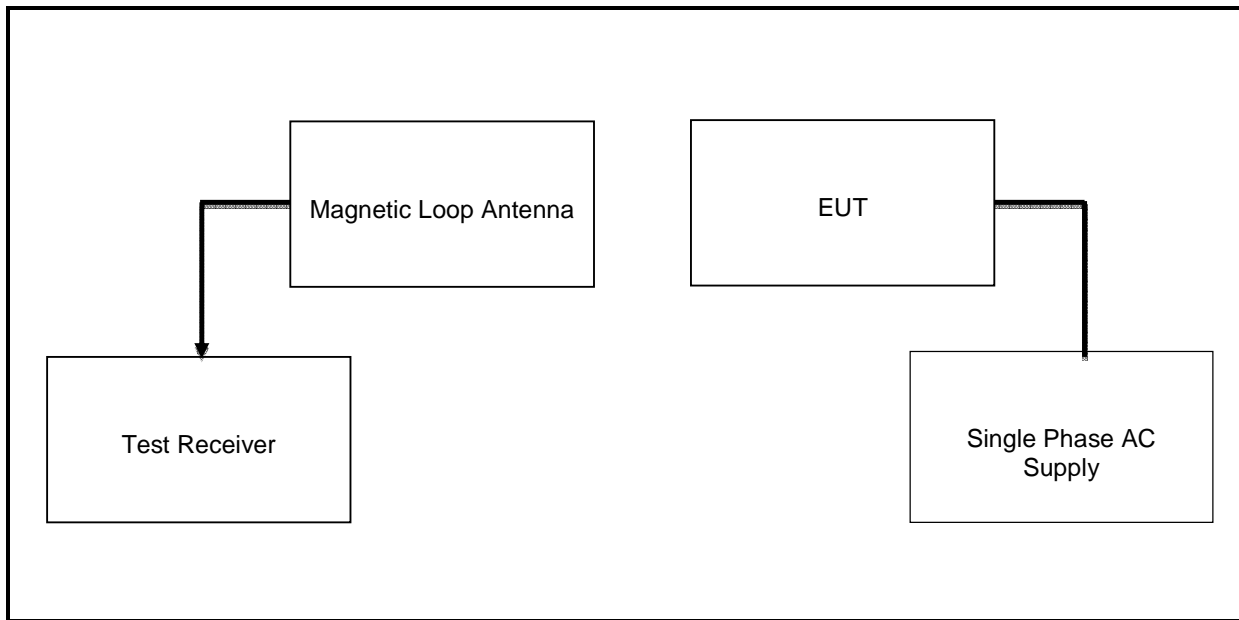 Magnetic Loop Antenna
EUT
Test Receiver
Single Phase AC
Supply